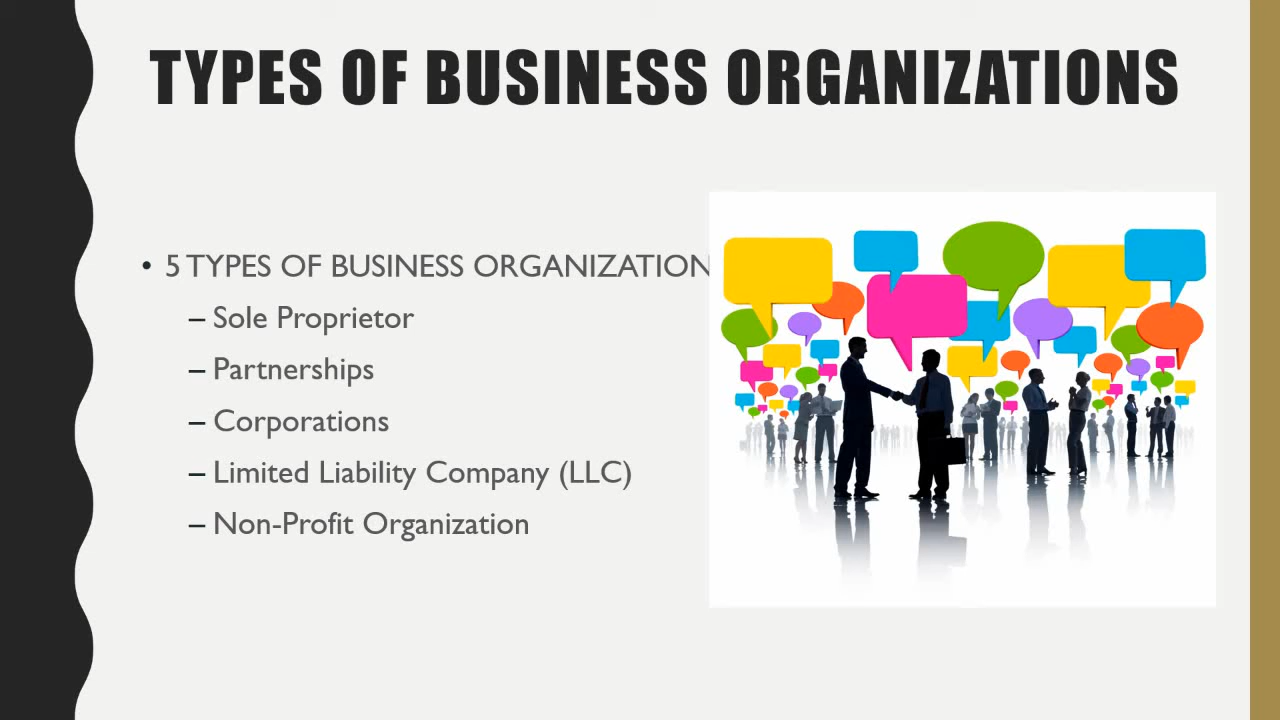 TYPES OF BUSINESS ORGANIZATIONS
• 5 TYPES OF BUSINESS ORGANIZATION
– Sole Proprietor
– Partnerships
– Corporations
– Limited Liability Company (LLC)
– Non-Profit Organization